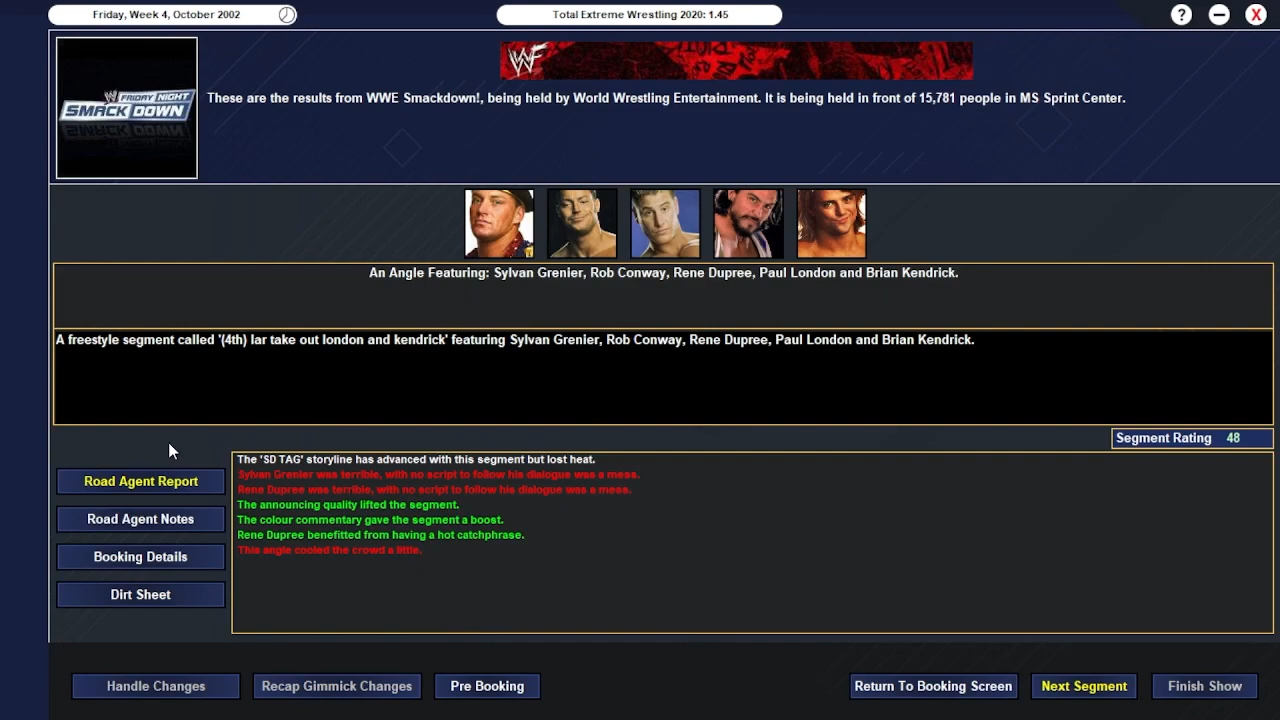 Friday, Week 4, October 2002
Total Extreme Wrestling 2020: 1.45
? – X
FRIDAY NIGHT
SMACK DOWN
These are the results from WWE Smackdown!, being held by World Wrestling Entertainment. It is being held in front of 15,781 people in MS Sprint Center.
An Angle Featuring: Sylvan Grenier, Rob Conway, Rene Dupree, Paul London and Brian Kendrick.
A freestyle segment called '(4th) lar take out london and kendrick' featuring Sylvan Grenier, Rob Conway, Rene Dupree, Paul London and Brian Kendrick.
Segment Rating 48
The 'SD TAG' storyline has advanced with this segment but lost heat.
Sylvan Grenier was terrible, with no script to follow his dialogue was a mess.
Rene Dupree was terrible, with no script to follow his dialogue was a mess.
The announcing quality lifted the segment.
The colour commentary gave the segment a boost.
Rene Dupree benefitted from having a hot catchphrase.
This angle cooled the crowd a little.
Road Agent Report
Road Agent Notes
Booking Details
Dirt Sheet
Handle Changes
Recap Gimmick Changes
Pre Booking
Return To Booking Screen
Next Segment
Finish Show